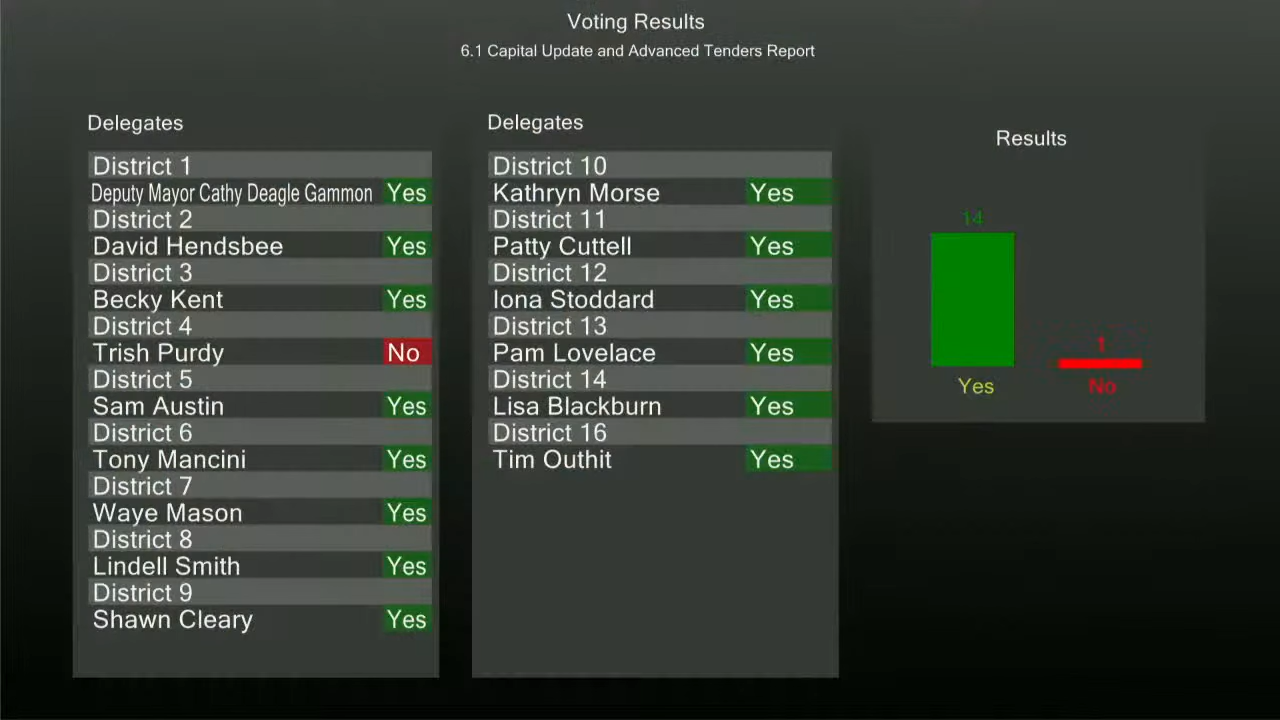 Voting Results
6.1 Capital Update and Advanced Tenders Report
Delegates
District 1
Deputy Mayor Cathy Deagle Gammon Yes
District 2
David Hendsbee Yes
District 3
Becky Kent Yes
District 4
Trish Purdy No
District 5
Sam Austin Yes
District 6
Tony Mancini Yes
District 7
Waye Mason Yes
District 8
Lindell Smith Yes
District 9
Shawn Cleary Yes
Delegates
District 10
Kathryn Morse Yes
District 11
Patty Cuttell Yes
District 12
Iona Stoddard Yes
District 13
Pam Lovelace Yes
District 14
Lisa Blackburn Yes
District 16
Tim Outhit Yes
Results
14
1
Yes
No